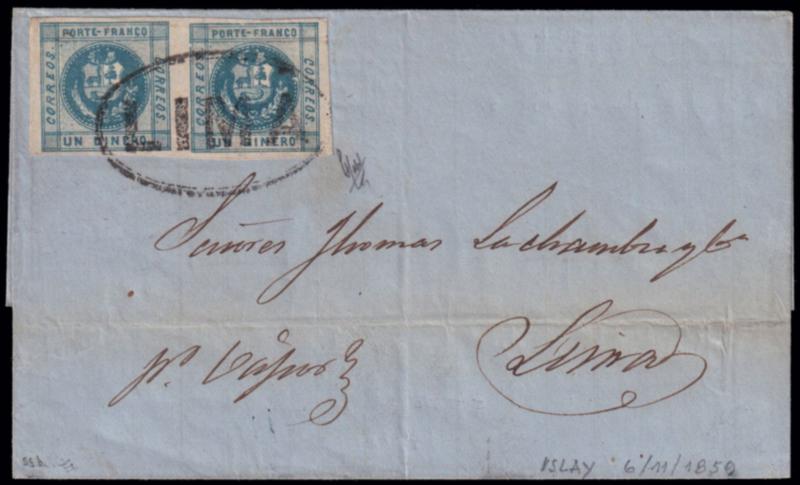 PORTE-FRANCO PORTE-FRANCO
CORREOS. CORREOS. CORREOS. CORREOS.
UN DINERO. UN DINERO.
LIMA
Señores Thomas Lachambre y Ca
pr Vapor Lima
ISLAY 6/11/1859